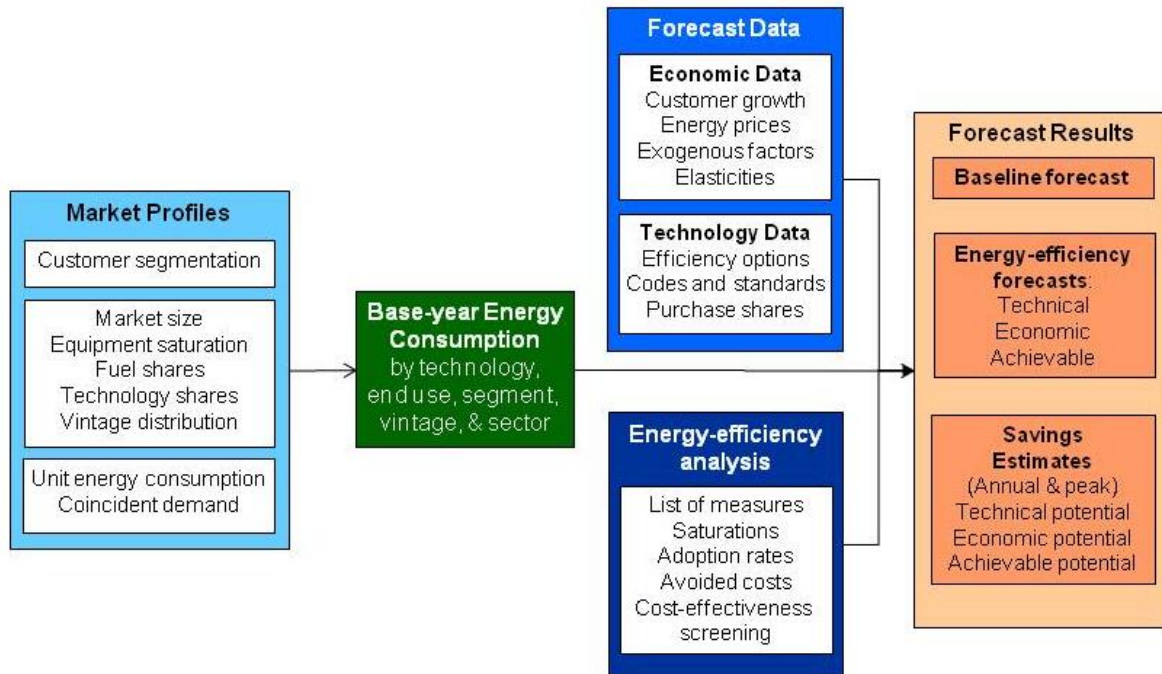 Market Profiles
Customer segmentation
Market size
Equipment saturation
Fuel shares
Technology shares
Vintage distribution
Unit energy consumption
Coincident demand
Base-year Energy
Consumption
by technology,
end use, segment,
vintage, & sector
Forecast Data
Economic Data
Customer growth
Energy prices
Exogenous factors
Elasticities
Technology Data
Efficiency options
Codes and standards
Purchase shares
Energy-efficiency
analysis
List of measures
Saturations
Adoption rates
Avoided costs
Cost-effectiveness
screening
Forecast Results
Baseline forecast
Energy-efficiency
forecasts:
Technical
Economic
Achievable
Savings
Estimates
(Annual & peak)
Technical potential
Economic potential
Achievable potential